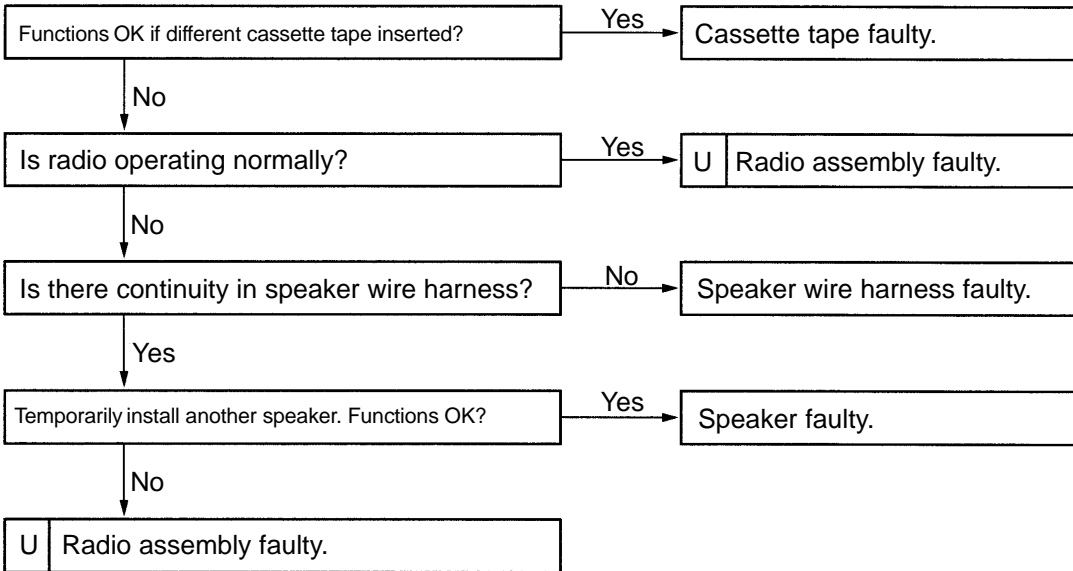 Functions OK if different cassette tape inserted?
Yes
Cassette tape faulty.
No
Is radio operating normally?
Yes
U Radio assembly faulty.
No
Is there continuity in speaker wire harness?
No
Speaker wire harness faulty.
Yes
Temporarily install another speaker. Functions OK?
Yes
Speaker faulty.
No
U Radio assembly faulty.